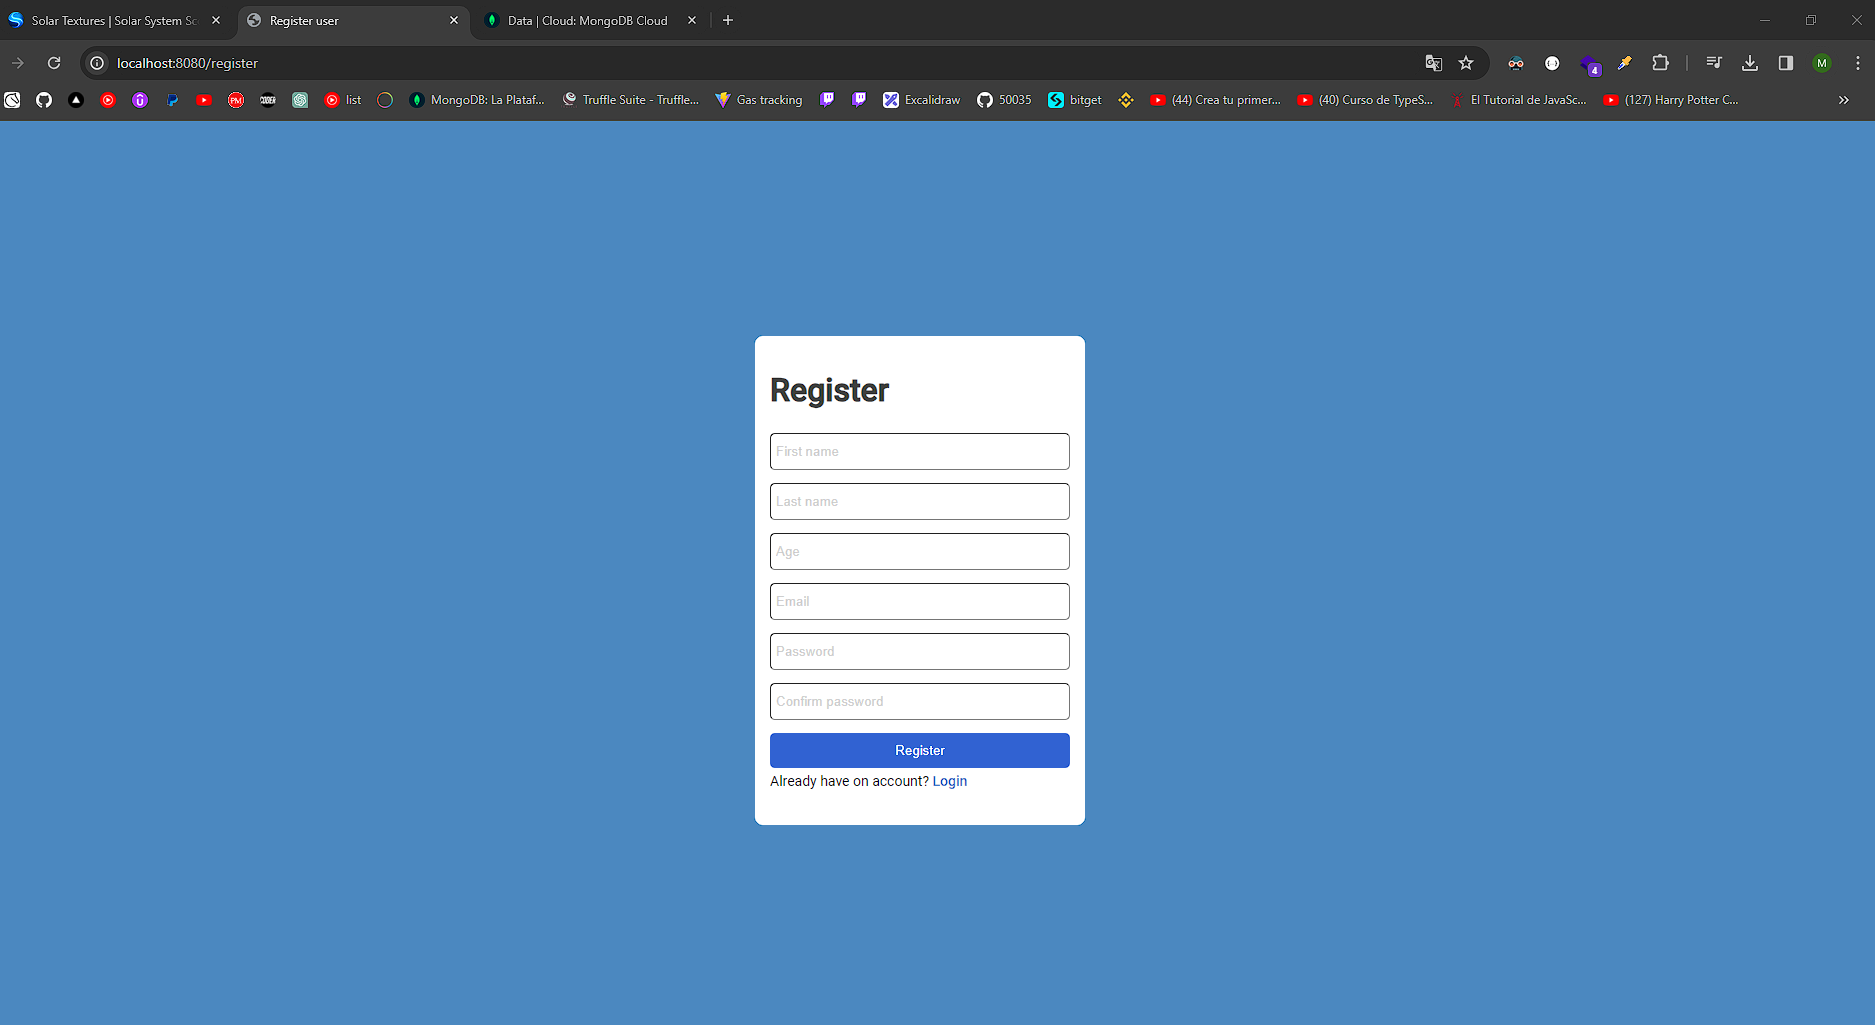 Solar Textures | Solar System Sc
Register user
Data | Cloud: MongoDB Cloud
localhost:8080/register
4
M
PM
CODER
list
MongoDB: La Plataf...
Truffle Suite - Truffle...
Gas tracking
Excalidraw
50035
bitget
(44) Crea tu primer...
(40) Curso de TypeS...
El Tutorial de JavaSc...
(127) Harry Potter C...
Register
First name
Last name
Age
Email
Password
Confirm password
Register
Already have on account? Login